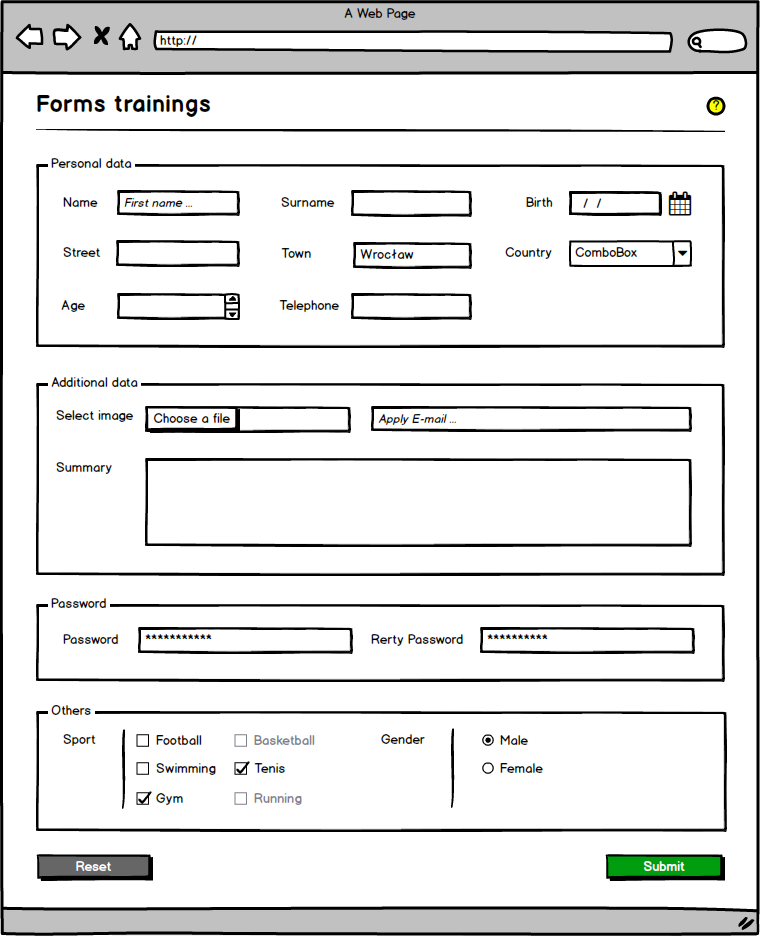 A Web Page
http://
Forms trainings
?
Personal data
Name First name ... Surname Birth / /
Street Town Wrocław Country ComboBox
Age Telephone
Additional data
Select image Choose a file Apply E-mail ...
Summary
Password
Password *********** Rerty Password **********
Others
Sport Football Basketball Gender Male
Swimming Tenis Female
Gym Running
Reset Submit